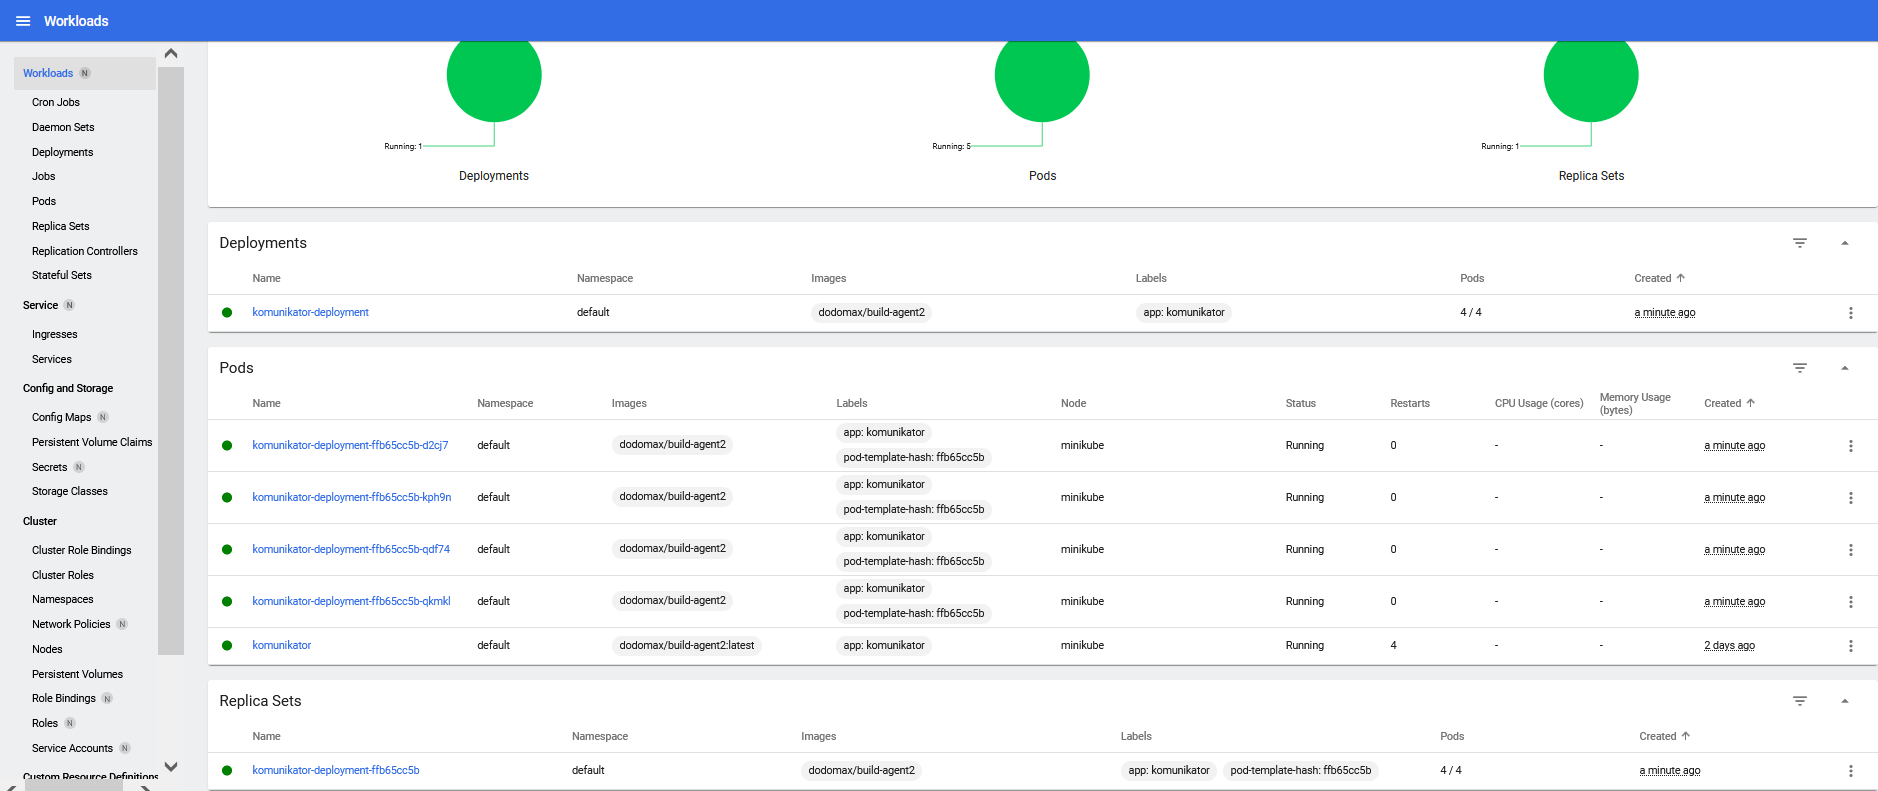 Workloads
Workloads N
Cron Jobs
Daemon Sets
Deployments
Jobs
Pods
Replica Sets
Replication Controllers
Stateful Sets
Service N
Ingresses
Services
Config and Storage
Config Maps N
Persistent Volume Claims
Secrets N
Storage Classes
Cluster
Cluster Role Bindings
Cluster Roles
Namespaces
Network Policies N
Nodes
Persistent Volumes
Role Bindings N
Roles N
Service Accounts N
Custom Resource Definitions
Running: 1
Deployments
Running: 5
Pods
Running: 1
Replica Sets
Deployments
Name Namespace Images Labels Pods Created
komunikator-deployment default dodomax/build-agent2 app: komunikator 4 / 4 a minute ago
Pods
Name Namespace Images Labels Node Status Restarts CPU Usage (cores) Memory Usage (bytes) Created
komunikator-deployment-ffb65cc5b-d2cj7 default dodomax/build-agent2 app: komunikator pod-template-hash: ffb65cc5b minikube Running 0 - - a minute ago
komunikator-deployment-ffb65cc5b-kph9n default dodomax/build-agent2 app: komunikator pod-template-hash: ffb65cc5b minikube Running 0 - - a minute ago
komunikator-deployment-ffb65cc5b-qdf74 default dodomax/build-agent2 app: komunikator pod-template-hash: ffb65cc5b minikube Running 0 - - a minute ago
komunikator-deployment-ffb65cc5b-qkmkl default dodomax/build-agent2 app: komunikator pod-template-hash: ffb65cc5b minikube Running 0 - - a minute ago
komunikator default dodomax/build-agent2:latest app: komunikator minikube Running 4 - - 2 days ago
Replica Sets
Name Namespace Images Labels Pods Created
komunikator-deployment-ffb65cc5b default dodomax/build-agent2 app: komunikator pod-template-hash: ffb65cc5b 4 / 4 a minute ago